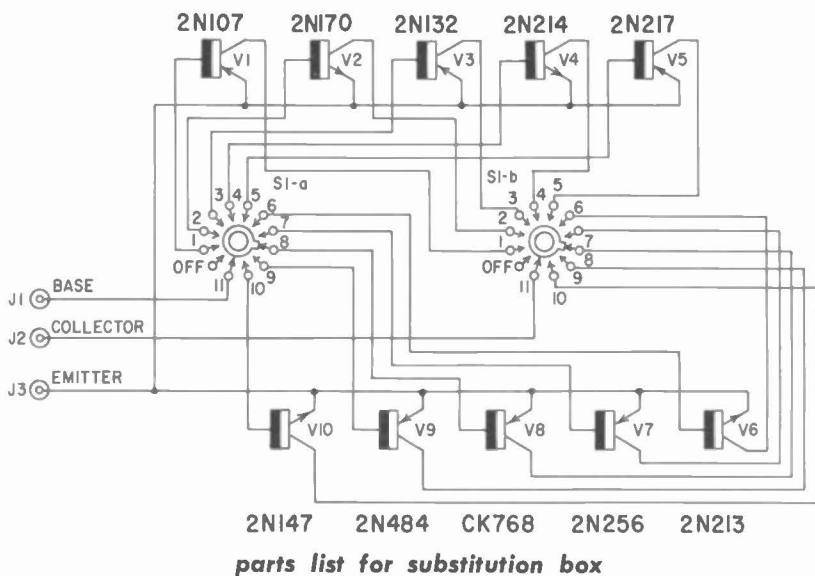 2N107 2N170 2N132 2N214 2N217
V1 V2 V3 V4 V5
S1-a S1-b
3 4 5 4 5
2 6 3 6
1 7 2 7
OFF 8 1 8
11 10 9 OFF 9
11 10
J1 BASE
J2 COLLECTOR
J3 EMITTER
V10 V9 V8 V7 V6
2N147 2N484 CK768 2N256 2N213
parts list for substitution box